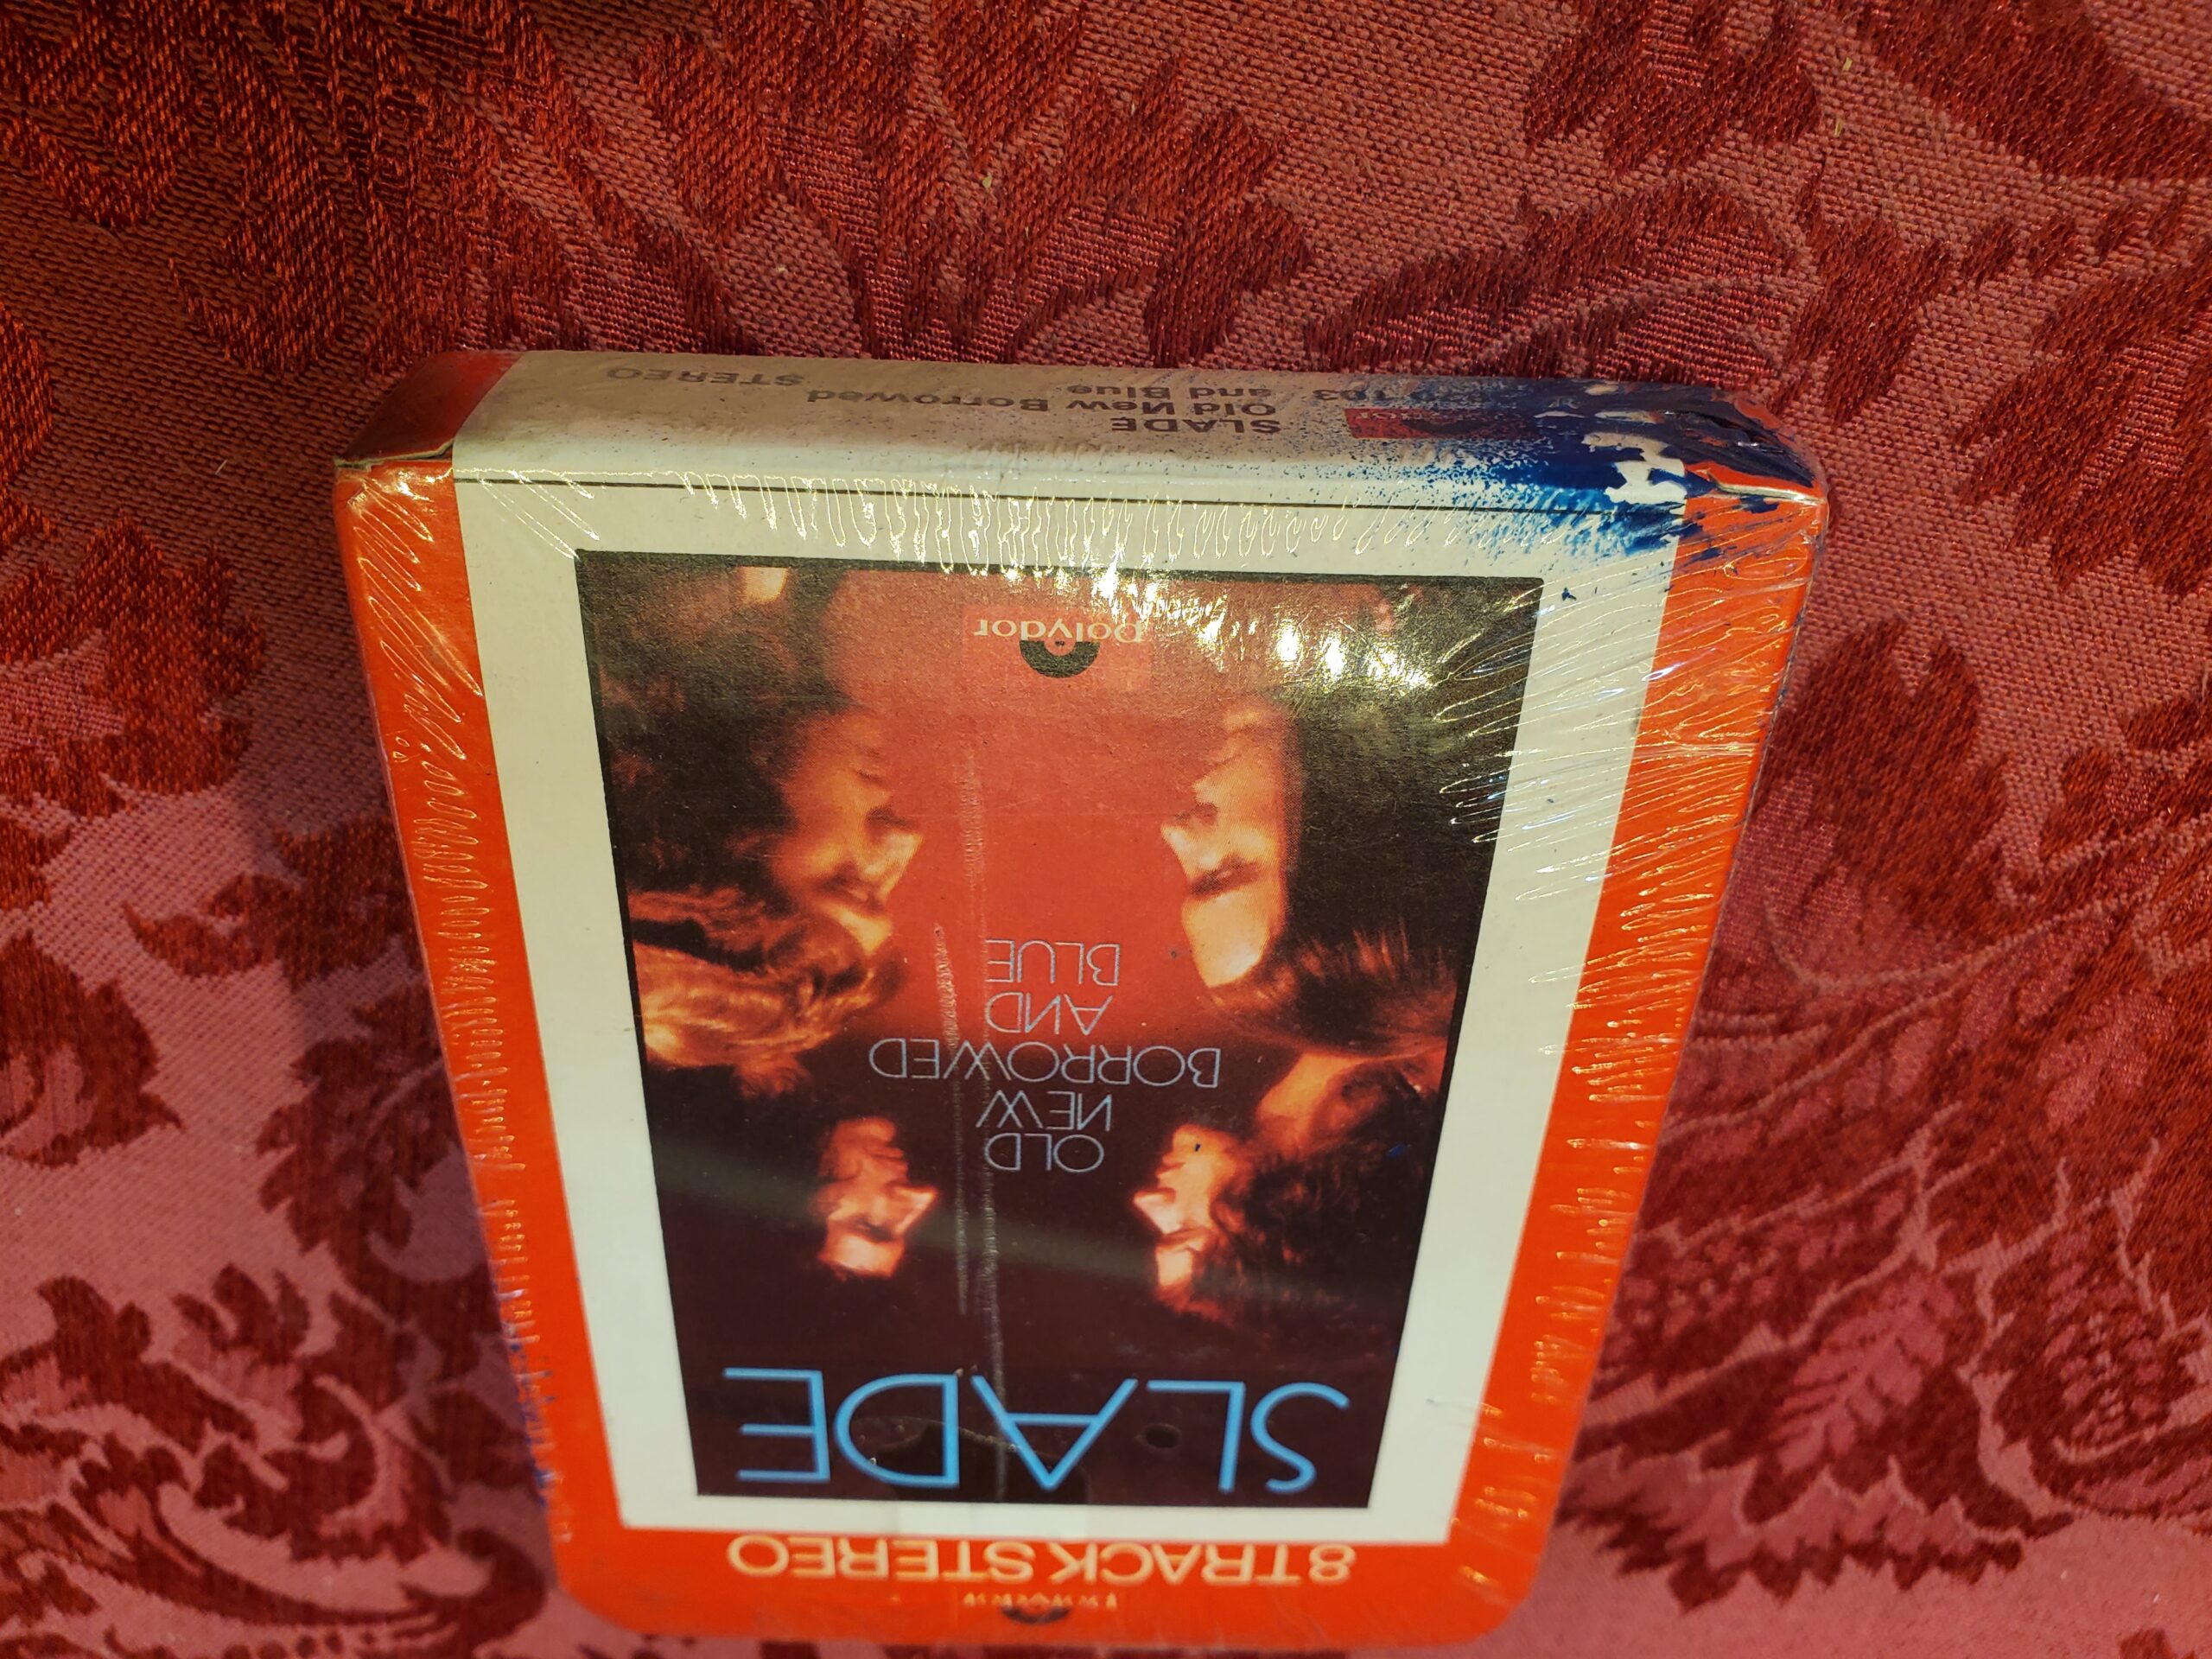 8 TRACK STEREO
SLADE
OLD
NEW
BORROWED
AND
BLUE
polydor
SLADE
Old New Borrowed
and Blue
STEREO